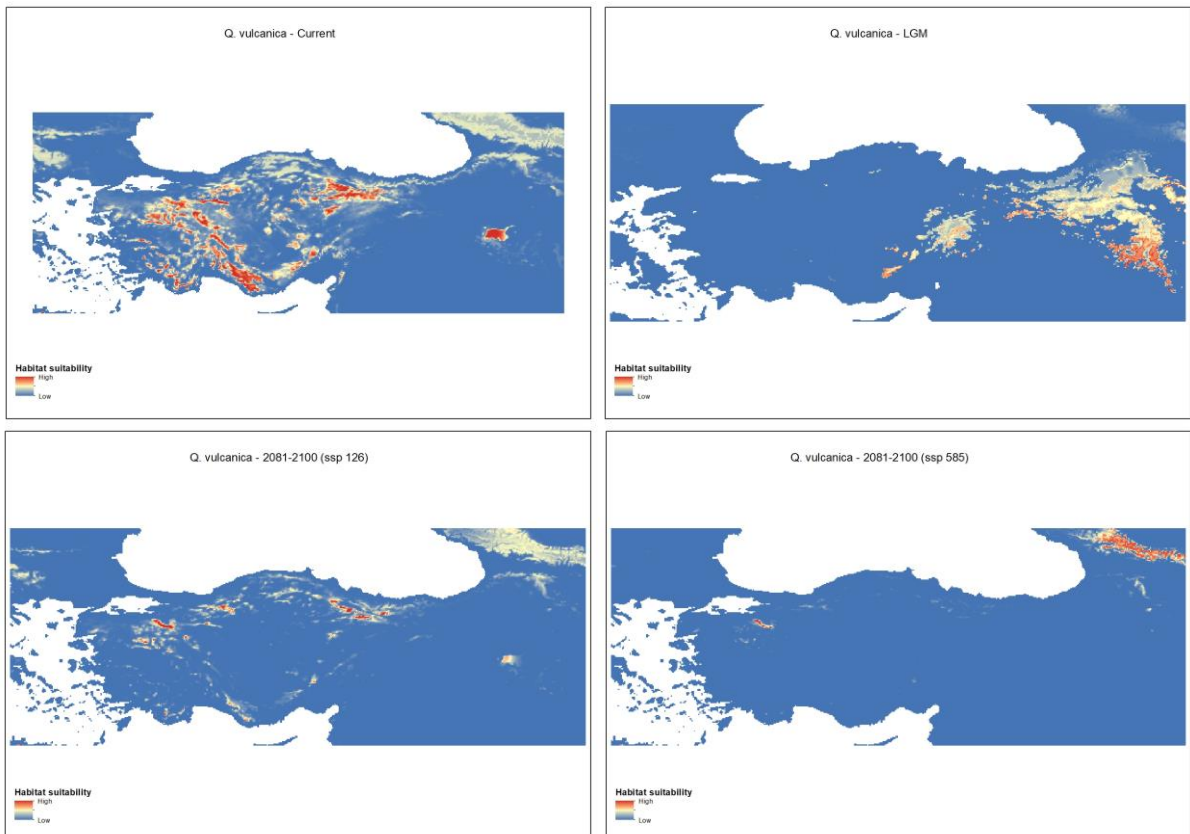 Q. vulcanica - Current
Habitat suitability
High
Low
Q. vulcanica - LGM
Habitat suitability
High
Low
Q. vulcanica - 2081-2100 (ssp 126)
Habitat suitability
High
Low
Q. vulcanica - 2081-2100 (ssp 585)
Habitat suitability
High
Low